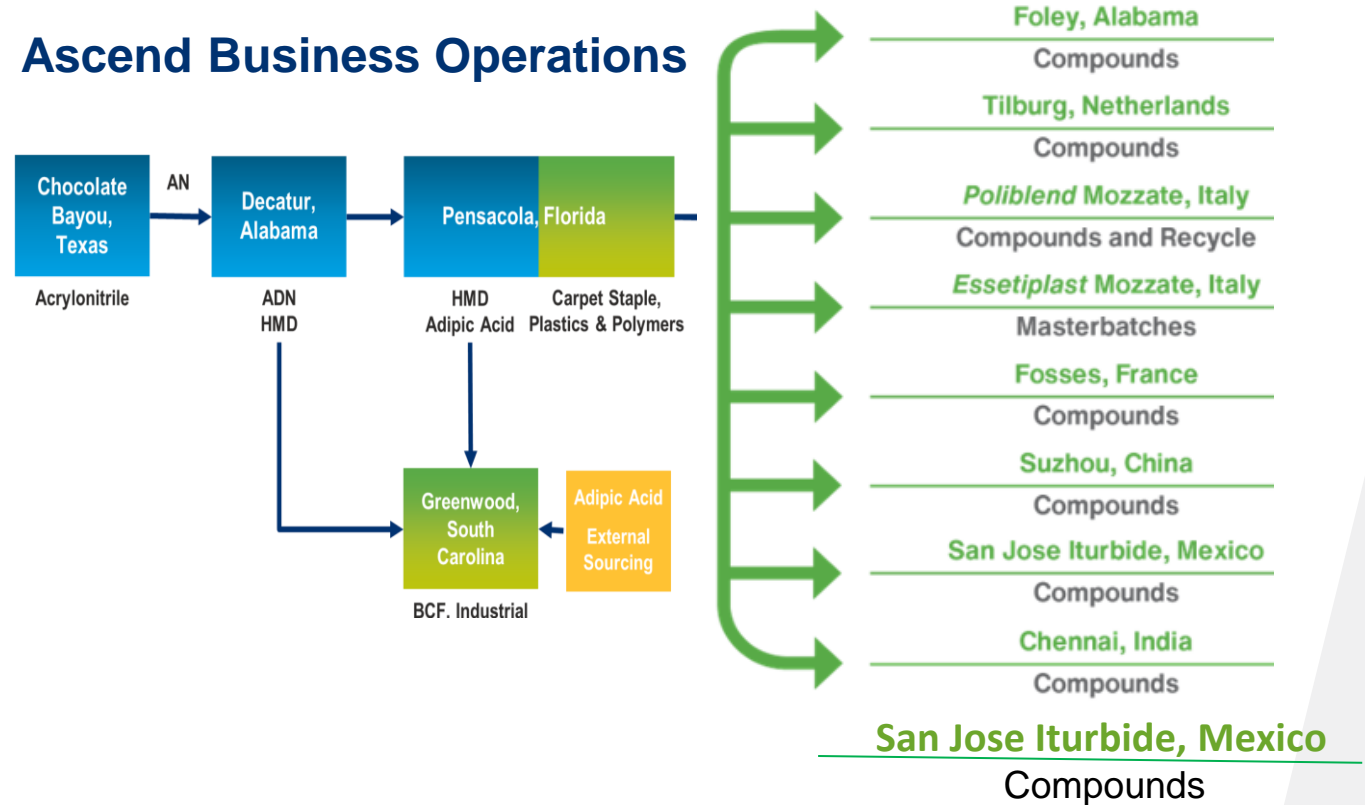 Ascend Business Operations
Chocolate
Bayou,
Texas
AN
Decatur,
Alabama
Pensacola, Florida
Acrylonitrile
ADN
HMD
HMD
Adipic Acid
Carpet Staple,
Plastics & Polymers
Greenwood,
South
Carolina
Adipic Acid
External
Sourcing
BCF. Industrial
Foley, Alabama
Compounds
Tilburg, Netherlands
Compounds
Poliblend Mozzate, Italy
Compounds and Recycle
Essetiplast Mozzate, Italy
Masterbatches
Fosses, France
Compounds
Suzhou, China
Compounds
San Jose Iturbide, Mexico
Compounds
Chennai, India
Compounds
San Jose Iturbide, Mexico
Compounds